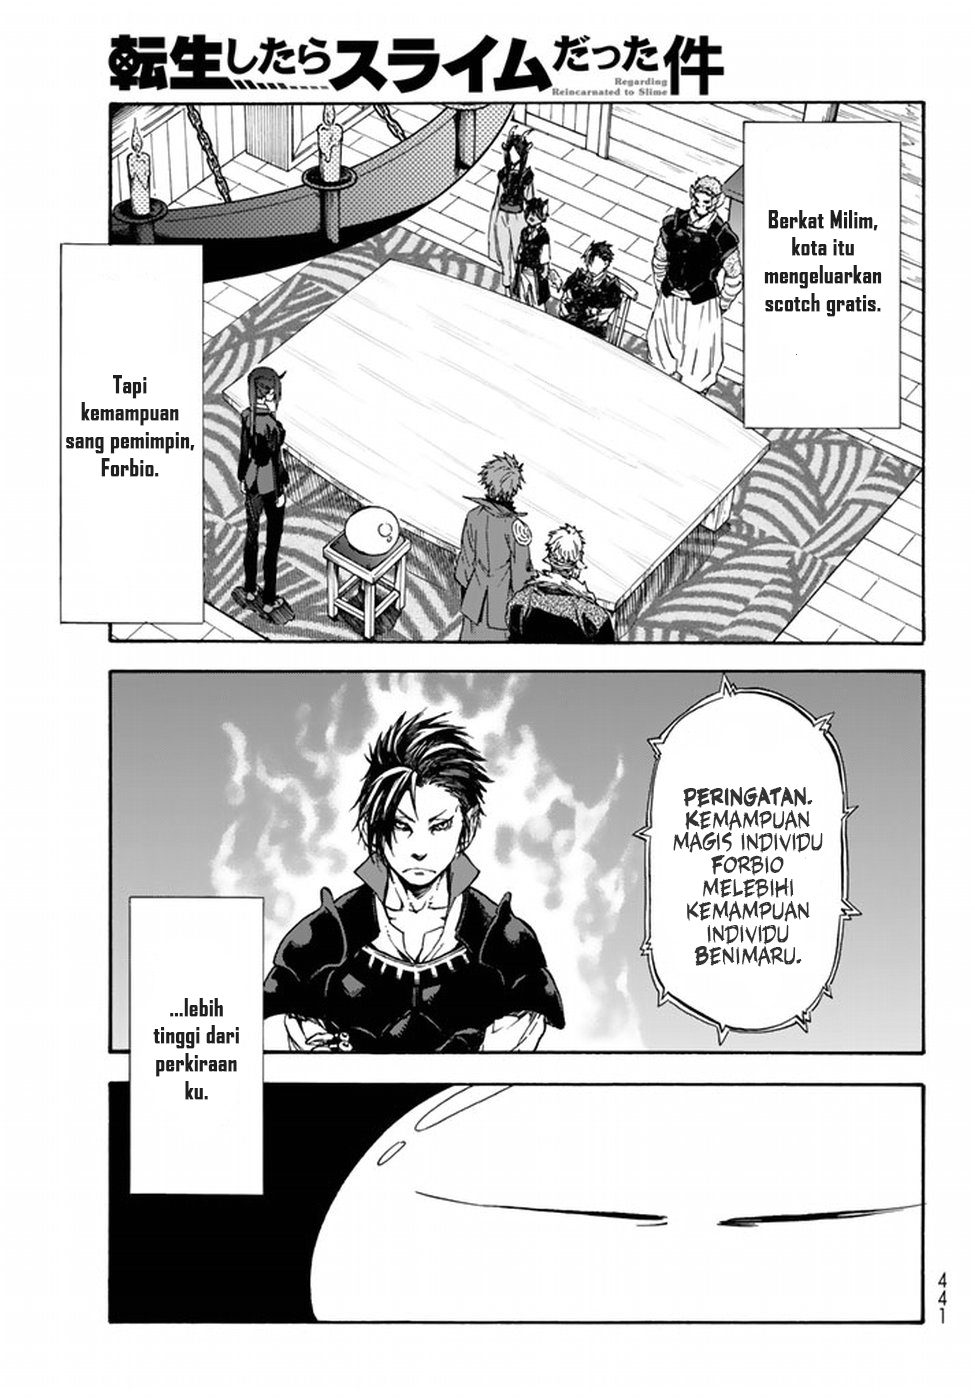 転生したらスライムだった件
Regarding
Reincarnated to Slime
Berkat Milim,
kota itu
mengeluarkan
scotch gratis.
Tapi
kemampuan
sang pemimpin,
Forbio.
PERINGATAN.
KEMAMPUAN
MAGIS INDIVIDU
FORBIO
MELEBIHI
KEMAMPUAN
INDIVIDU
BENIMARU.
...lebih
tinggi dari
perkiraan
ku.
441